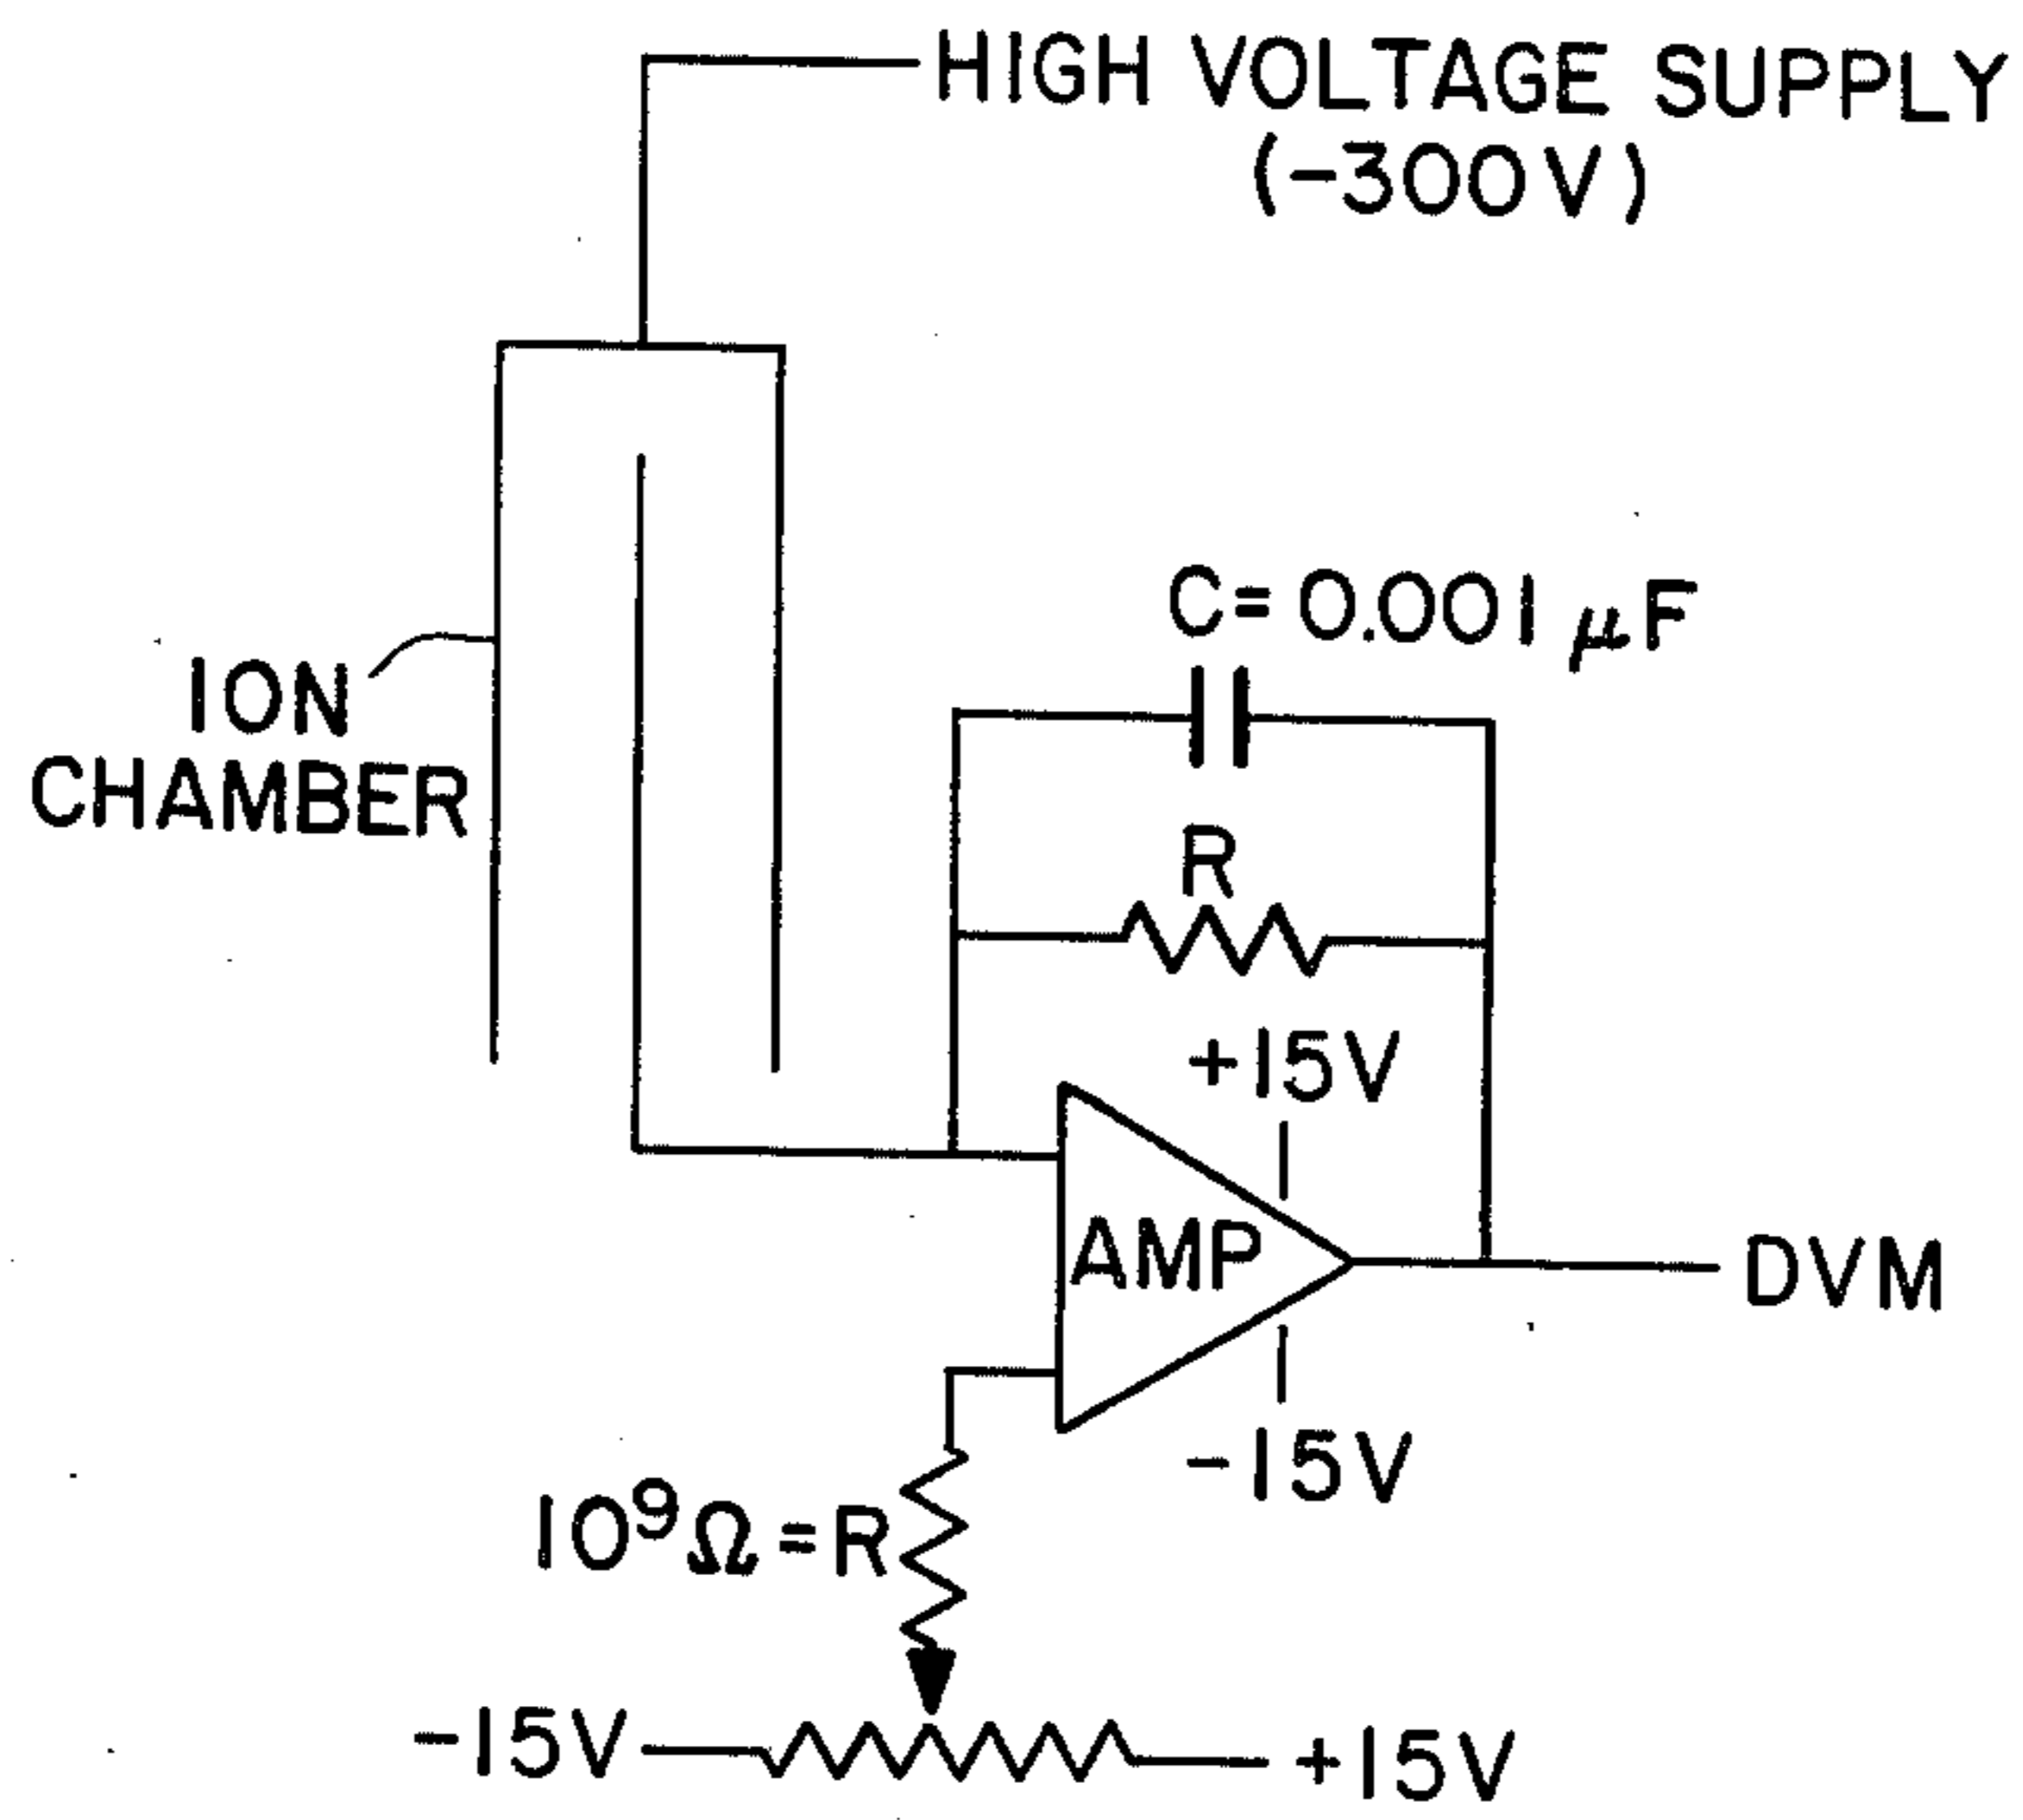 HIGH VOLTAGE SUPPLY
(-300V)
C=0.001 μF
ION
CHAMBER
R
+15V
AMP
DVM
-15V
10⁹Ω=R
-15V
+15V